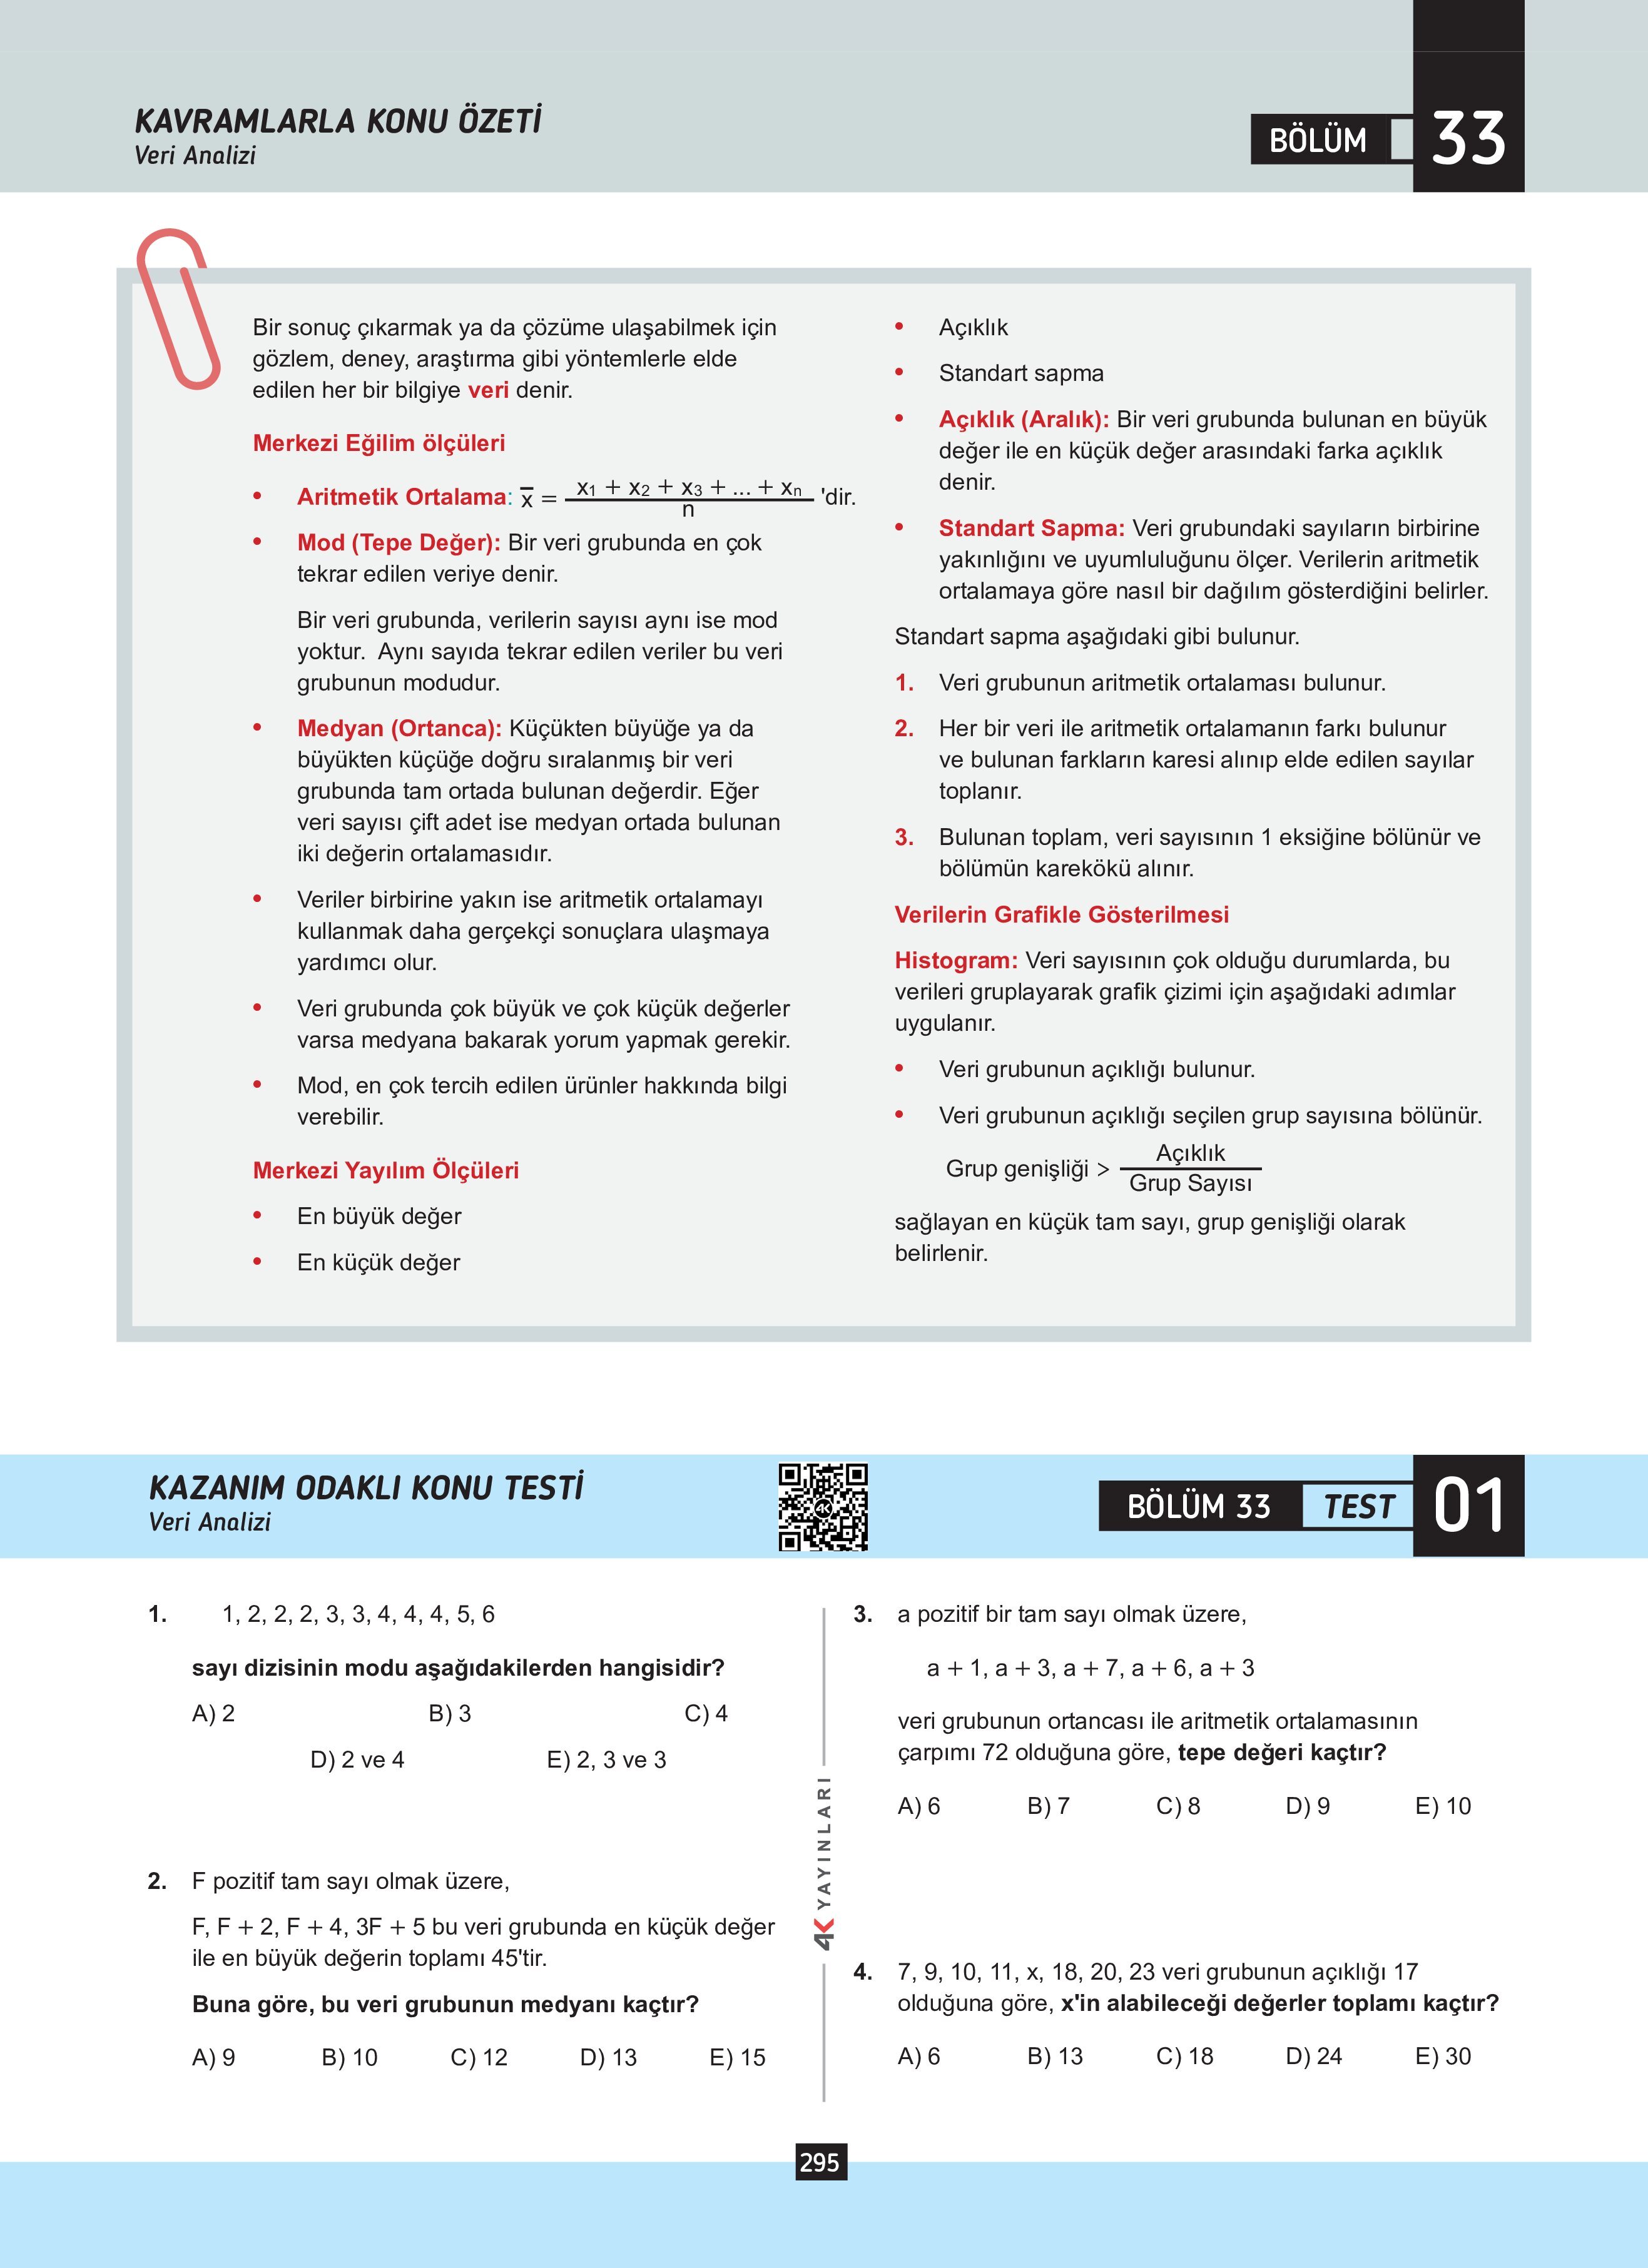 KAVRAMLARLA KONU ÖZETİ
Veri Analizi
BÖLÜM 33
Bir sonuç çıkarmak ya da çözüme ulaşabilmek için
gözlem, deney, araştırma gibi yöntemlerle elde
edilen her bir bilgiye veri denir.
Merkezi Eğilim ölçüleri
• Aritmetik Ortalama: x̄ = (x₁ + x₂ + x₃ + ... + xₙ) / n 'dir.
• Mod (Tepe Değer): Bir veri grubunda en çok
tekrar edilen veriye denir.
Bir veri grubunda, verilerin sayısı aynı ise mod
yoktur. Aynı sayıda tekrar edilen veriler bu veri
grubunun modudur.
• Medyan (Ortanca): Küçükten büyüğe ya da
büyükten küçüğe doğru sıralanmış bir veri
grubunda tam ortada bulunan değerdir. Eğer
veri sayısı çift adet ise medyan ortada bulunan
iki değerin ortalamasıdır.
• Veriler birbirine yakın ise aritmetik ortalamayı
kullanmak daha gerçekçi sonuçlara ulaşmaya
yardımcı olur.
• Veri grubunda çok büyük ve çok küçük değerler
varsa medyana bakarak yorum yapmak gerekir.
• Mod, en çok tercih edilen ürünler hakkında bilgi
verebilir.
Merkezi Yayılım Ölçüleri
• En büyük değer
• En küçük değer
• Açıklık
• Standart sapma
• Açıklık (Aralık): Bir veri grubunda bulunan en büyük
değer ile en küçük değer arasındaki farka açıklık
denir.
• Standart Sapma: Veri grubundaki sayıların birbirine
yakınlığını ve uyumluluğunu ölçer. Verilerin aritmetik
ortalamaya göre nasıl bir dağılım gösterdiğini belirler.
Standart sapma aşağıdaki gibi bulunur.
1. Veri grubunun aritmetik ortalaması bulunur.
2. Her bir veri ile aritmetik ortalamanın farkı bulunur
ve bulunan farkların karesi alınıp elde edilen sayılar
toplanır.
3. Bulunan toplam, veri sayısının 1 eksiğine bölünür ve
bölümün karekökü alınır.
Verilerin Grafikle Gösterilmesi
Histogram: Veri sayısının çok olduğu durumlarda, bu
verileri gruplayarak grafik çizimi için aşağıdaki adımlar
uygulanır.
• Veri grubunun açıklığı bulunur.
• Veri grubunun açıklığı seçilen grup sayısına bölünür.
Grup genişliği > Açıklık / Grup Sayısı
sağlayan en küçük tam sayı, grup genişliği olarak
belirlenir.
KAZANIM ODAKLI KONU TESTİ
Veri Analizi
4K
BÖLÜM 33 TEST 01
1. 1, 2, 2, 2, 3, 3, 4, 4, 4, 5, 6
sayı dizisinin modu aşağıdakilerden hangisidir?
A) 2 B) 3 C) 4
D) 2 ve 4 E) 2, 3 ve 3
2. F pozitif tam sayı olmak üzere,
F, F + 2, F + 4, 3F + 5 bu veri grubunda en küçük değer
ile en büyük değerin toplamı 45'tir.
Buna göre, bu veri grubunun medyanı kaçtır?
A) 9 B) 10 C) 12 D) 13 E) 15
4K YAYINLARI
3. a pozitif bir tam sayı olmak üzere,
a + 1, a + 3, a + 7, a + 6, a + 3
veri grubunun ortancası ile aritmetik ortalamasının
çarpımı 72 olduğuna göre, tepe değeri kaçtır?
A) 6 B) 7 C) 8 D) 9 E) 10
4. 7, 9, 10, 11, x, 18, 20, 23 veri grubunun açıklığı 17
olduğuna göre, x'in alabileceği değerler toplamı kaçtır?
A) 6 B) 13 C) 18 D) 24 E) 30
295